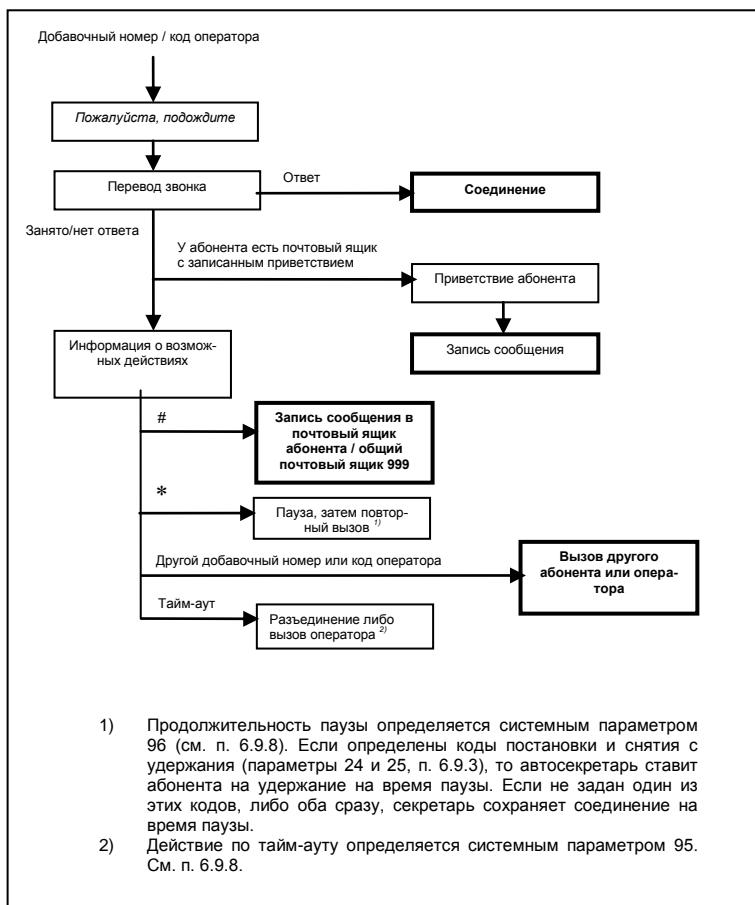 Добавочный номер / код оператора
Пожалуйста, подождите
Перевод звонка
Ответ
Соединение
Занято/нет ответа
У абонента есть почтовый ящик
с записанным приветствием
Приветствие абонента
Запись сообщения
Информация о возмож-
ных действиях
#
Запись сообщения в
почтовый ящик
абонента / общий
почтовый ящик 999
*
Пауза, затем повтор-
ный вызов 1)
Другой добавочный номер или код оператора
Вызов другого
абонента или опера-
тора
Тайм-аут
Разъединение либо
вызов оператора 2)
1) Продолжительность паузы определяется системным параметром
96 (см. п. 6.9.8). Если определены коды постановки и снятия с
удержания (параметры 24 и 25, п. 6.9.3), то автосекретарь ставит
абонента на удержание на время паузы. Если не задан один из
этих кодов, либо оба сразу, секретарь сохраняет соединение на
время паузы.
2) Действие по тайм-ауту определяется системным параметром 95.
См. п. 6.9.8.